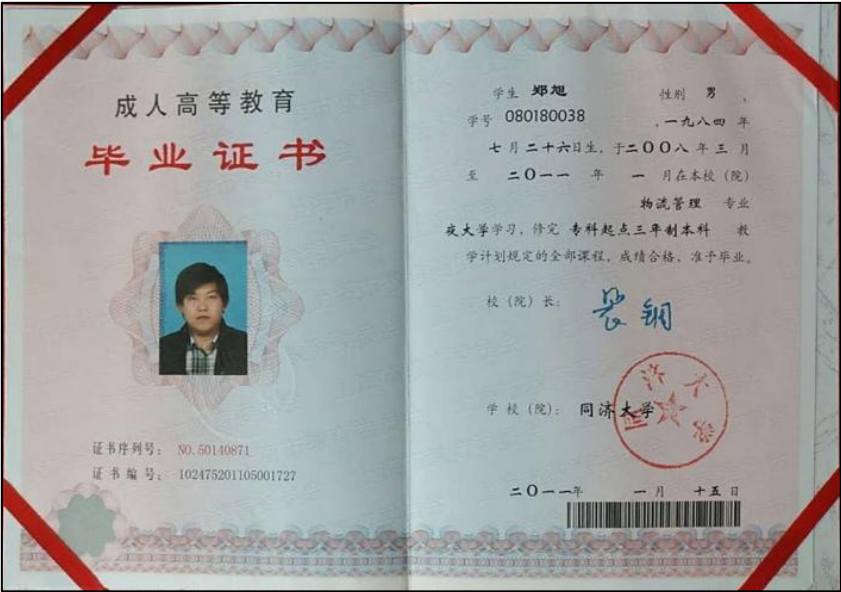 成人高等教育
毕业证书
证书序列号： NO. 50140871
证书编号： 102475201105001727
学生 郑旭 性别 男 ，
学号 080180038 ，一九八四 年
七月二十六日生，于二〇〇八年三月
至 二〇一一 年 一 月在本校（院）
物流管理 专业
夜大学学习，修完 专科起点三年制本科 教
学计划规定的全部课程，成绩合格，准予毕业。
校（院）长：
学校（院）： 同济大学
同济大学
二〇一一年 一月 十五日